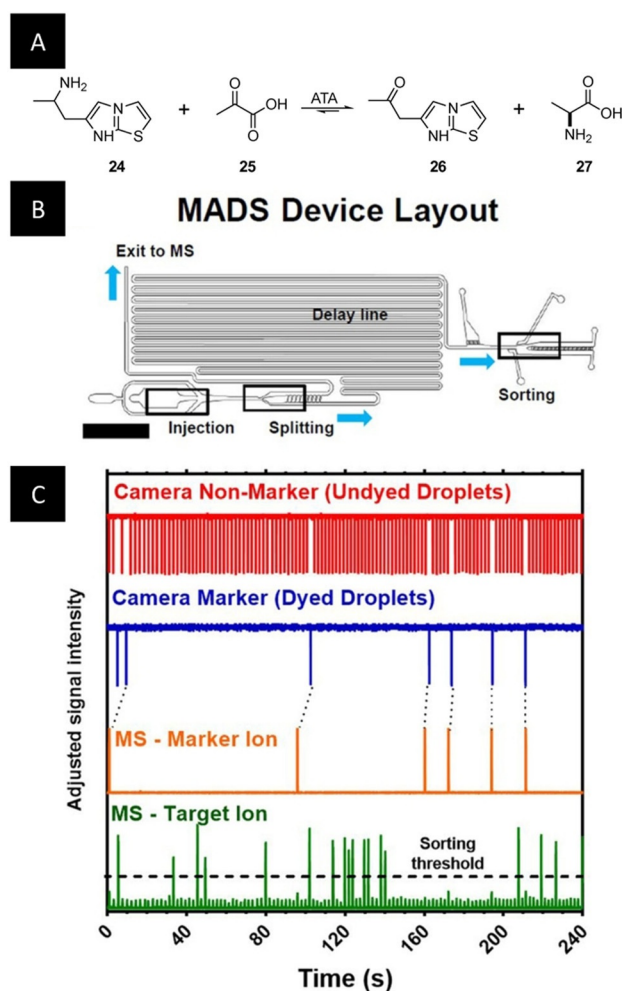 A
NH₂
N
NH
S
24
+
O
OH
O
25
ATA
O
N
NH
S
26
+
O
OH
NH₂
27
B
MADS Device Layout
Exit to MS
Delay line
Injection
Splitting
Sorting
C
Camera Non-Marker (Undyed Droplets)
Camera Marker (Dyed Droplets)
MS - Marker Ion
MS - Target Ion
Sorting
threshold
Adjusted signal intensity
0 40 80 120 160 200 240
Time (s)